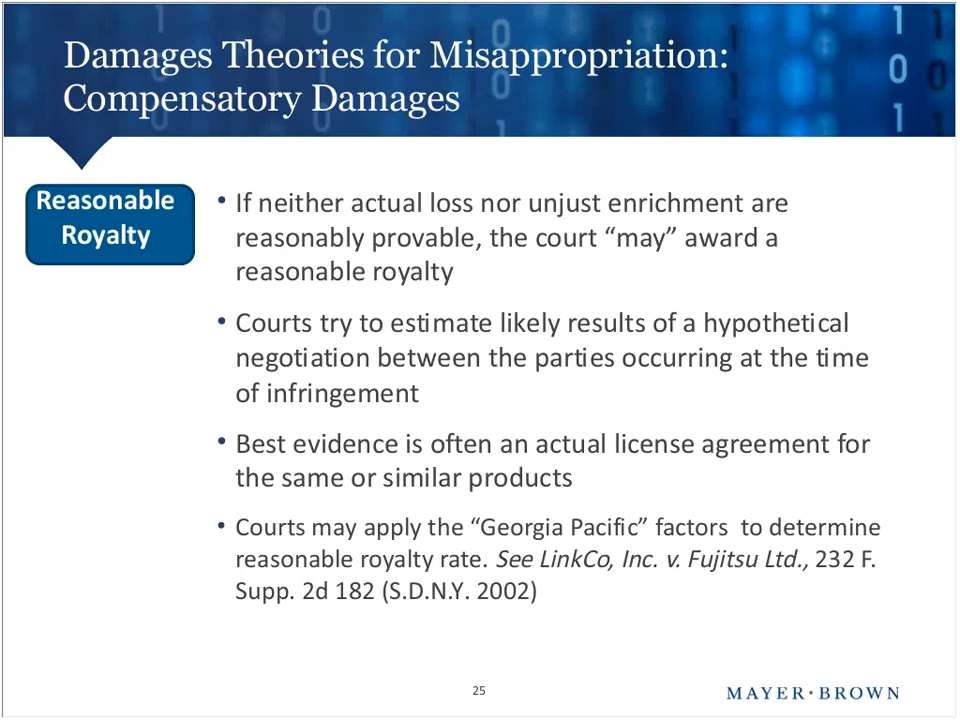 Damages Theories for Misappropriation:
Compensatory Damages
Reasonable
Royalty
• If neither actual loss nor unjust enrichment are
reasonably provable, the court “may” award a
reasonable royalty
• Courts try to estimate likely results of a hypothetical
negotiation between the parties occurring at the time
of infringement
• Best evidence is often an actual license agreement for
the same or similar products
• Courts may apply the “Georgia Pacific” factors  to determine
reasonable royalty rate. See LinkCo, Inc. v. Fujitsu Ltd., 232 F.
Supp. 2d 182 (S.D.N.Y. 2002)
25
MAYER•BROWN